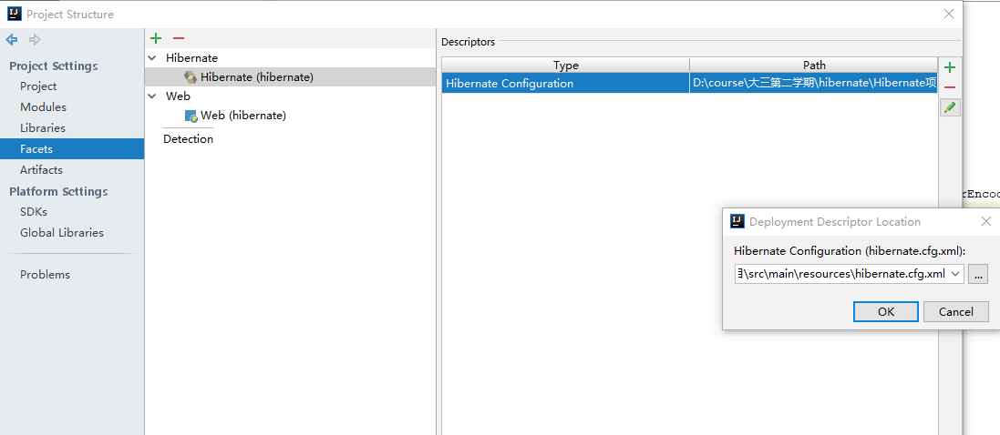 Project Structure
Project Settings
Project
Modules
Libraries
Facets
Artifacts
Platform Settings
SDKs
Global Libraries
Problems
Hibernate
Hibernate (hibernate)
Web
Web (hibernate)
Detection
Descriptors
Type Path
Hibernate Configuration D:\course\大三第二学期\hibernate\Hibernate项
rEncod
Deployment Descriptor Location
Hibernate Configuration (hibernate.cfg.xml):
目\src\main\resources\hibernate.cfg.xml
...
OK Cancel